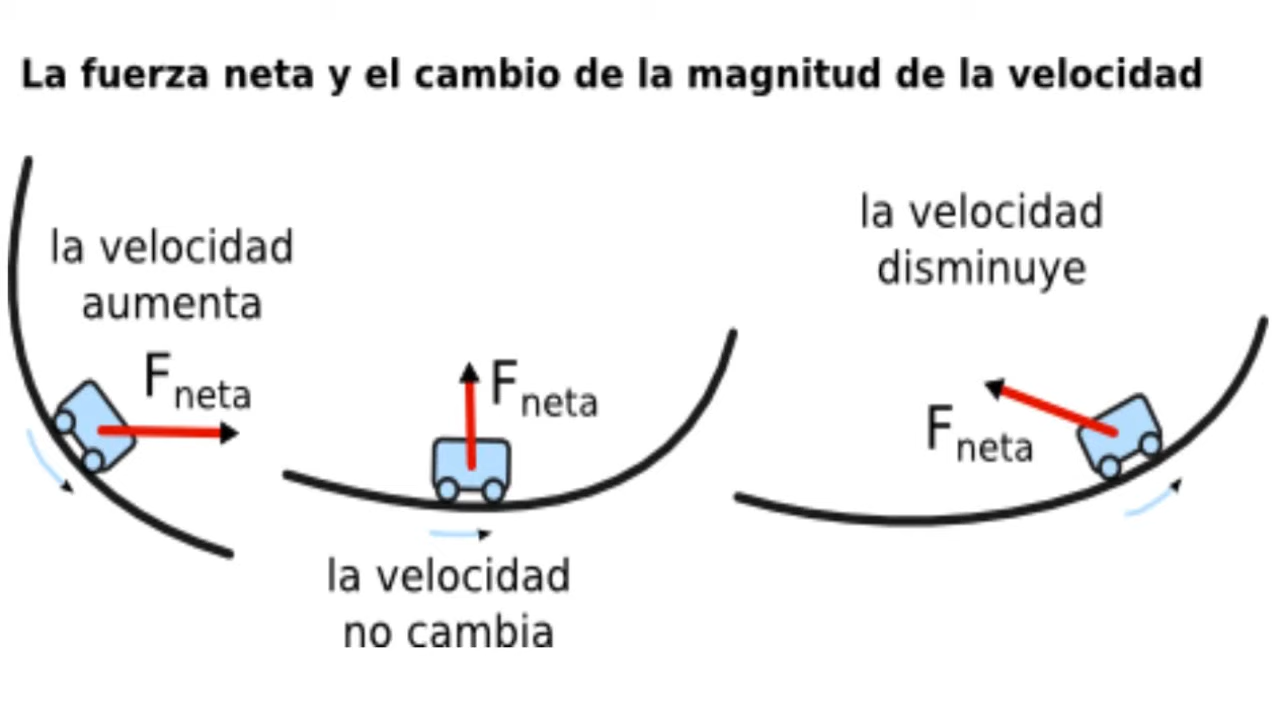 La fuerza neta y el cambio de la magnitud de la velocidad
la velocidad
aumenta
Fneta
Fneta
la velocidad
no cambia
la velocidad
disminuye
Fneta